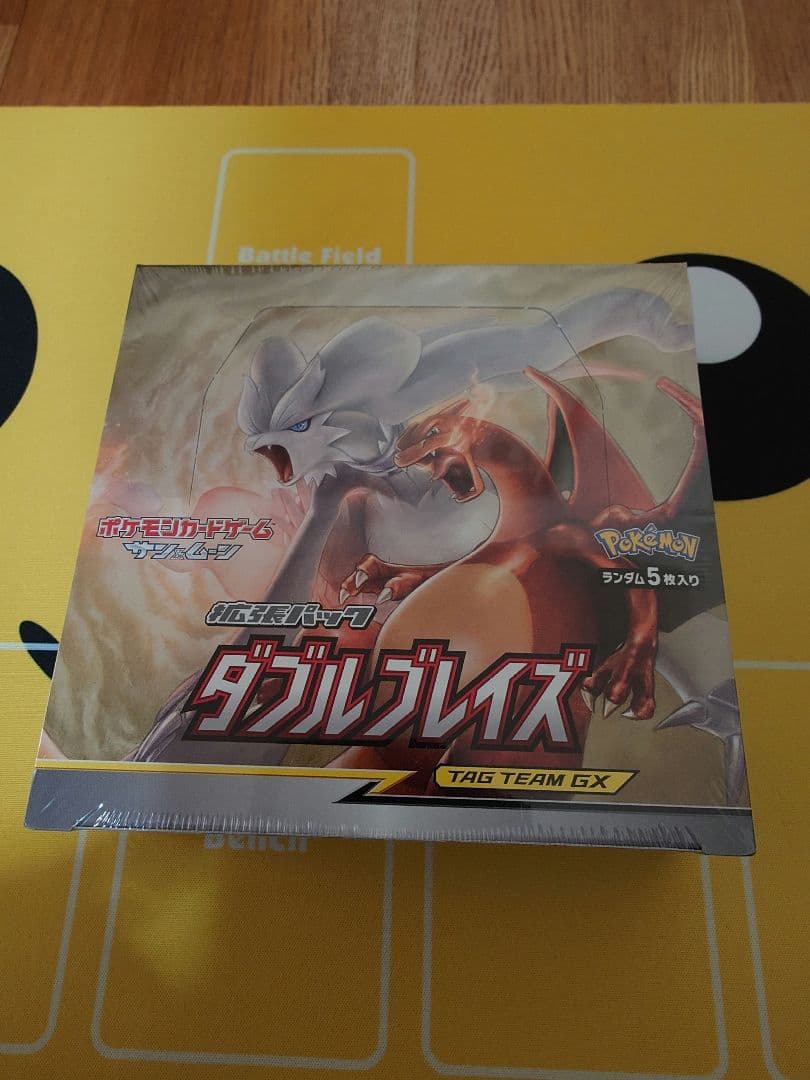 Battle Field
ポケモンカードゲーム
サン&ムーン
POKéMON
ランダム5枚入り
拡張パック
ダブルブレイズ
TAG TEAM GX
Bench